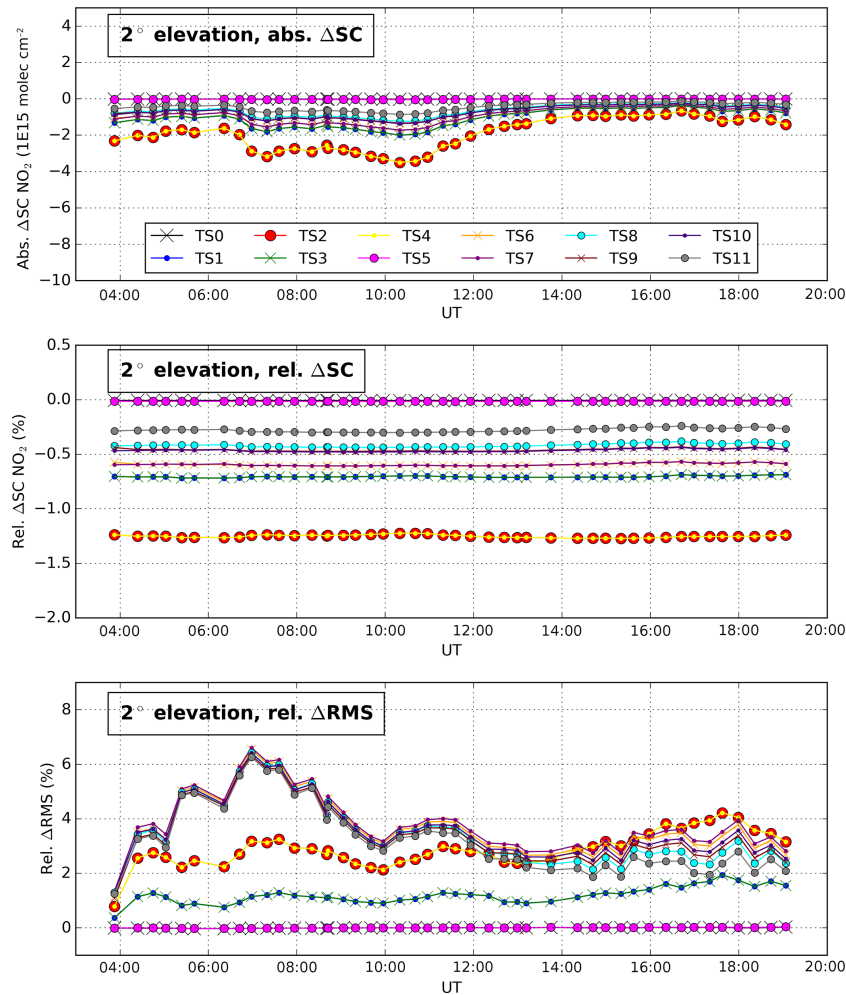 2° elevation, abs. ΔSC
Abs. ΔSC NO₂ (1E15 molec cm⁻²)
4
2
0
−2
−4
−6
−8
−10
TS0 TS2 TS4 TS6 TS8 TS10
TS1 TS3 TS5 TS7 TS9 TS11
04:00 06:00 08:00 10:00 12:00 14:00 16:00 18:00 20:00
UT
2° elevation, rel. ΔSC
Rel. ΔSC NO₂ (%)
0.5
0.0
−0.5
−1.0
−1.5
−2.0
04:00 06:00 08:00 10:00 12:00 14:00 16:00 18:00 20:00
UT
2° elevation, rel. ΔRMS
Rel. ΔRMS (%)
8
6
4
2
0
04:00 06:00 08:00 10:00 12:00 14:00 16:00 18:00 20:00
UT